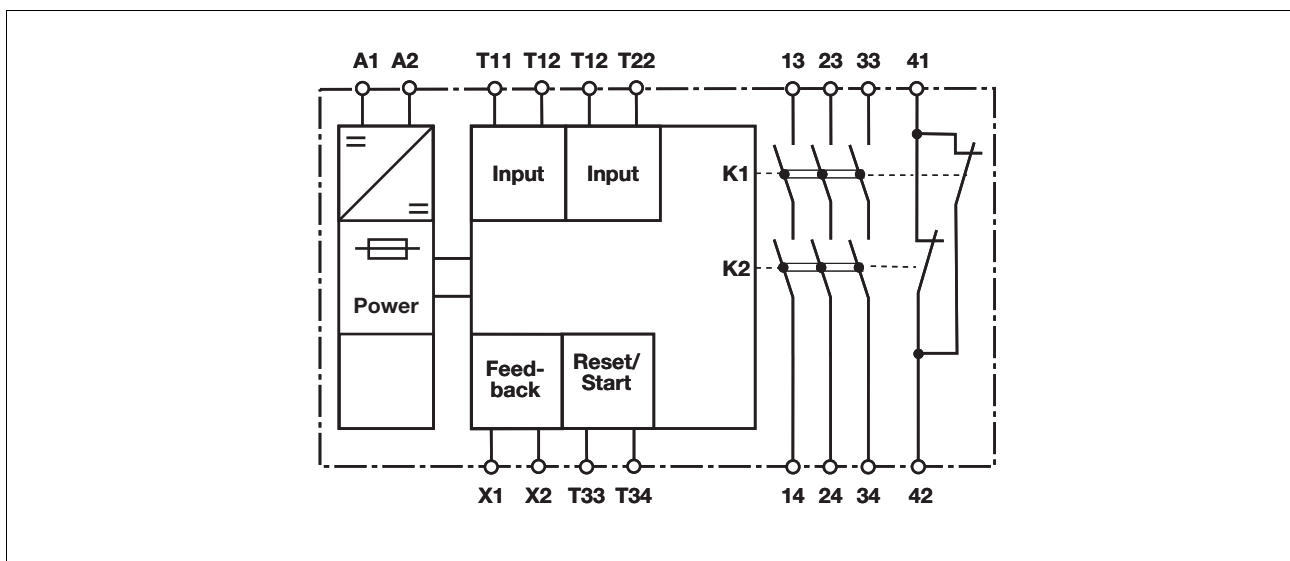 A1 A2 T11 T12 T12 T22 13 23 33 41
Input Input
K1
K2
Power
Feed-
back
Reset/
Start
X1 X2 T33 T34 14 24 34 42